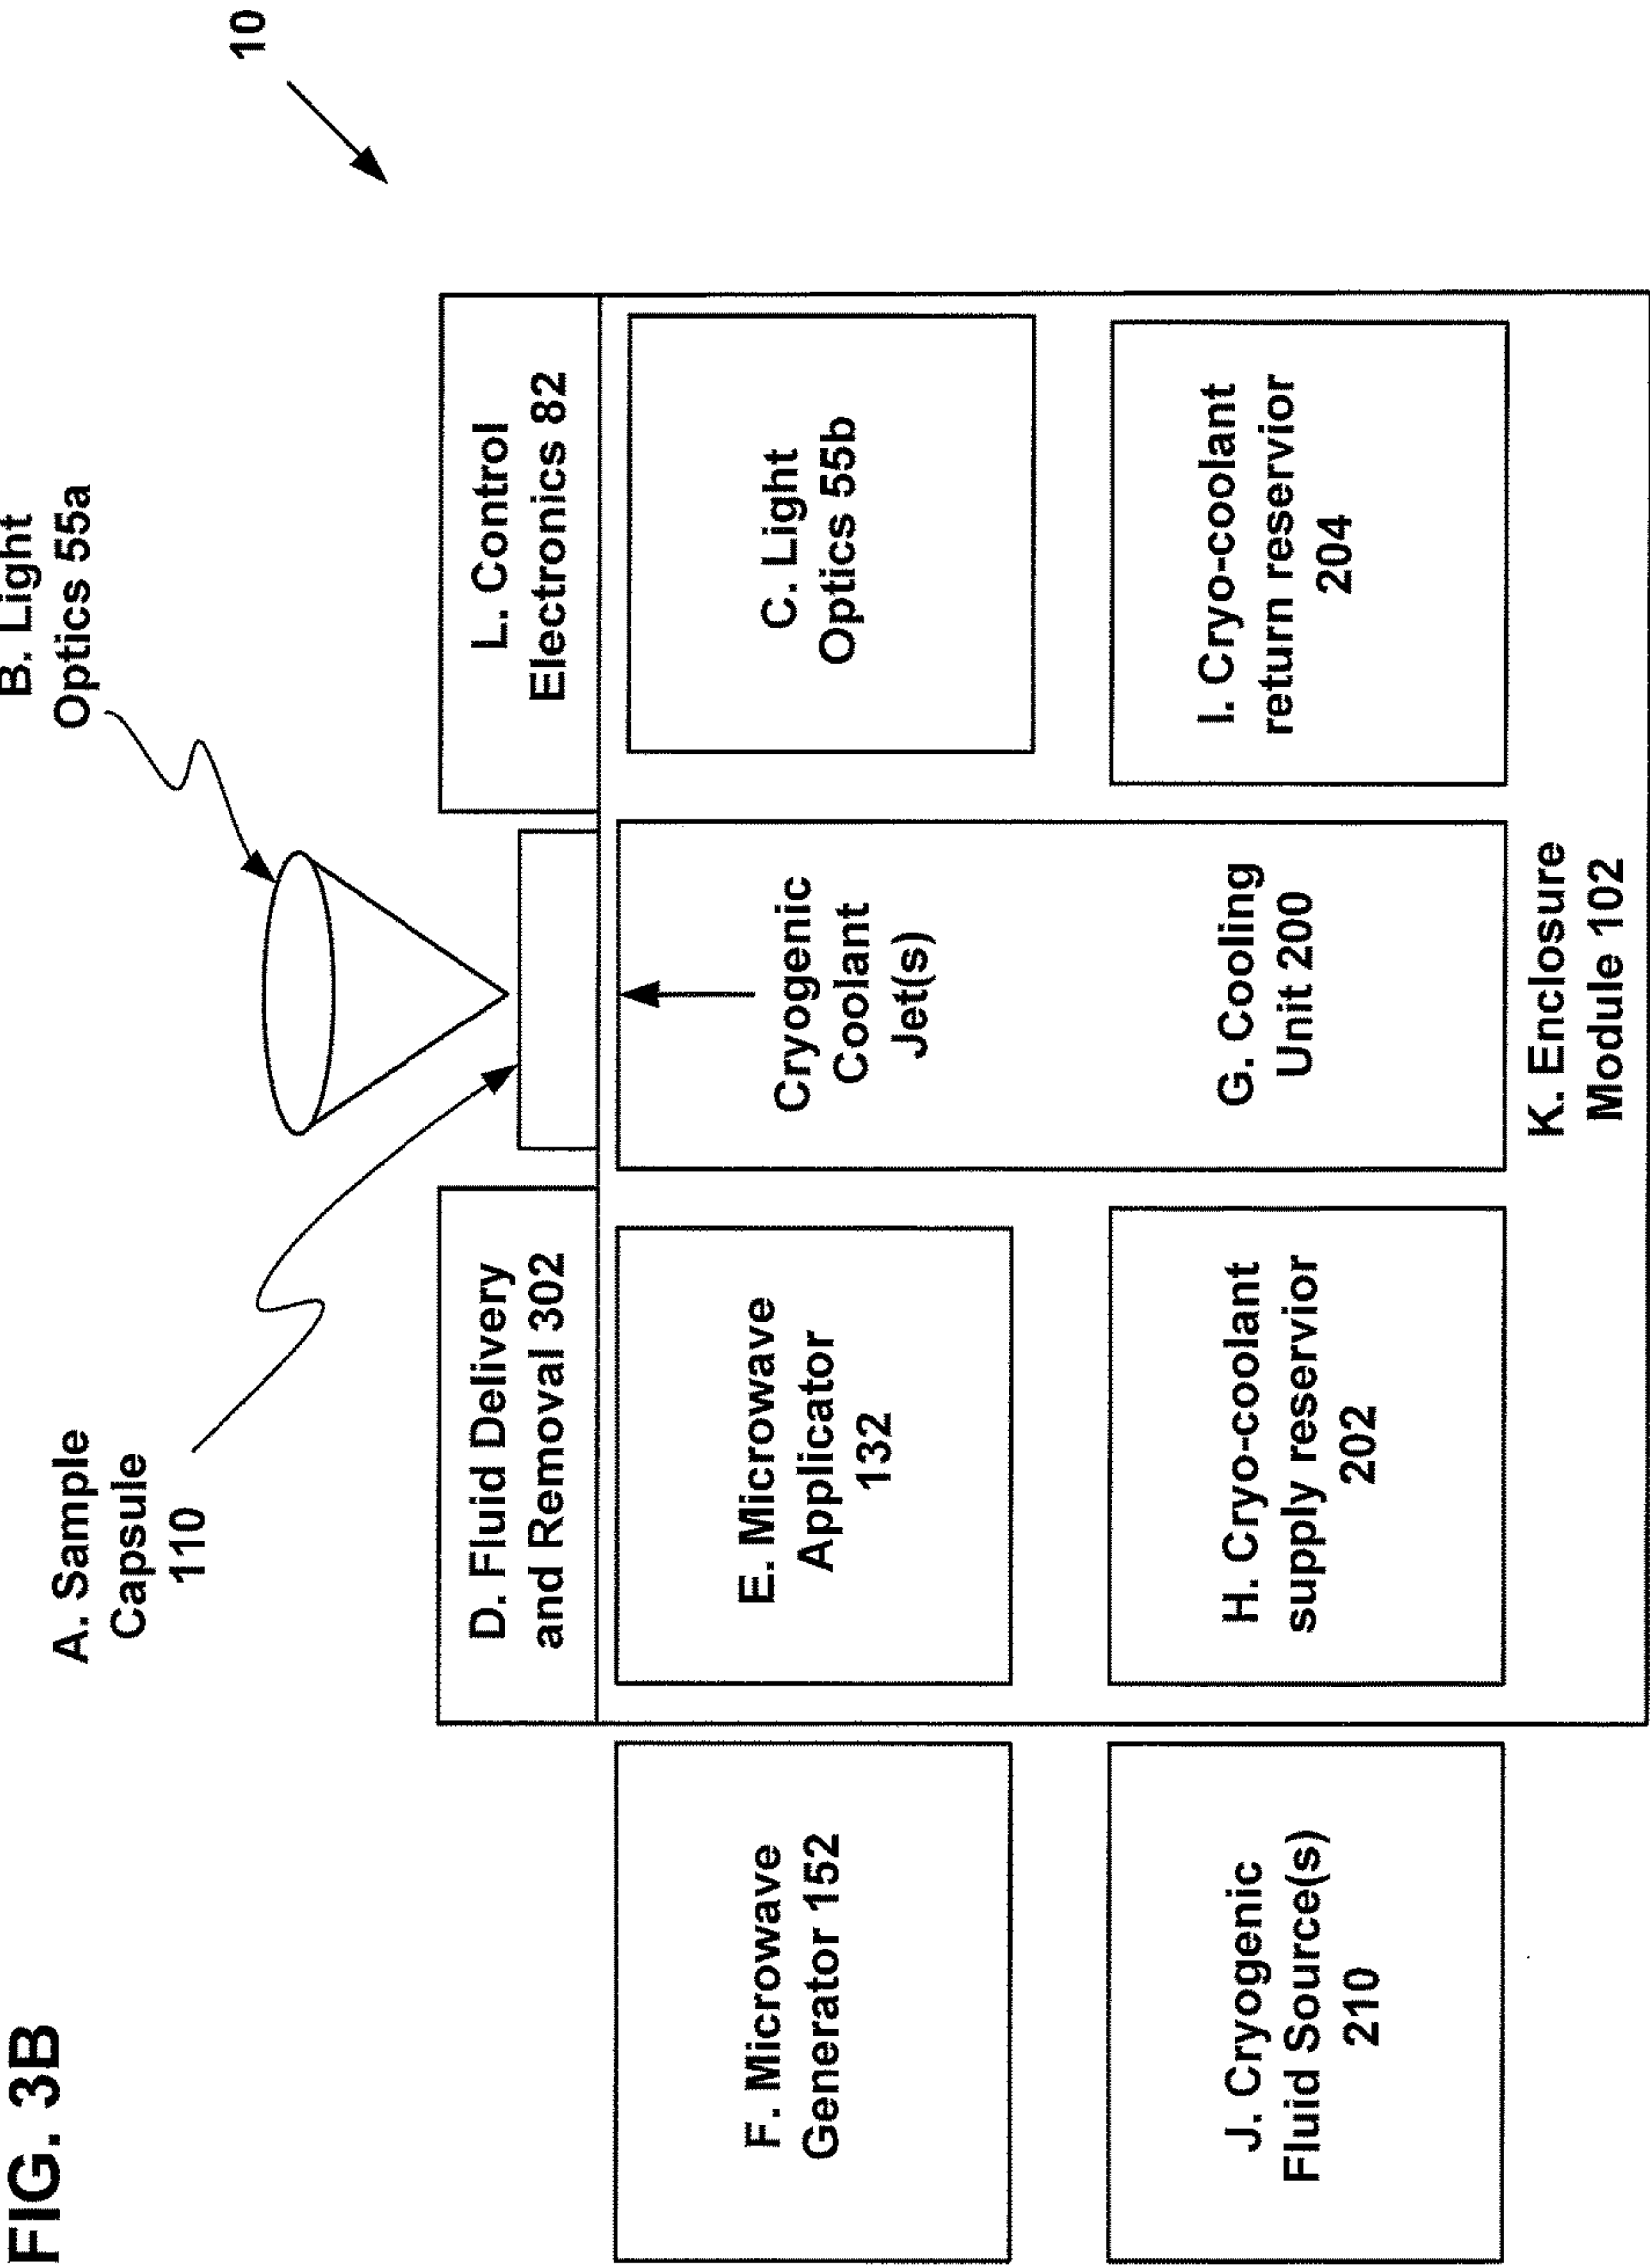 FIG. 3B
10
B. Light
Optics 55a
A. Sample
Capsule
110
D. Fluid Delivery
and Removal 302
L. Control
Electronics 82
F. Microwave
Generator 152
E. Microwave
Applicator
132
Cryogenic
Coolant
Jet(s)
C. Light
Optics 55b
J. Cryogenic
Fluid Source(s)
210
H. Cryo-coolant
supply reservior
202
G. Cooling
Unit 200
I. Cryo-coolant
return reservior
204
K. Enclosure
Module 102